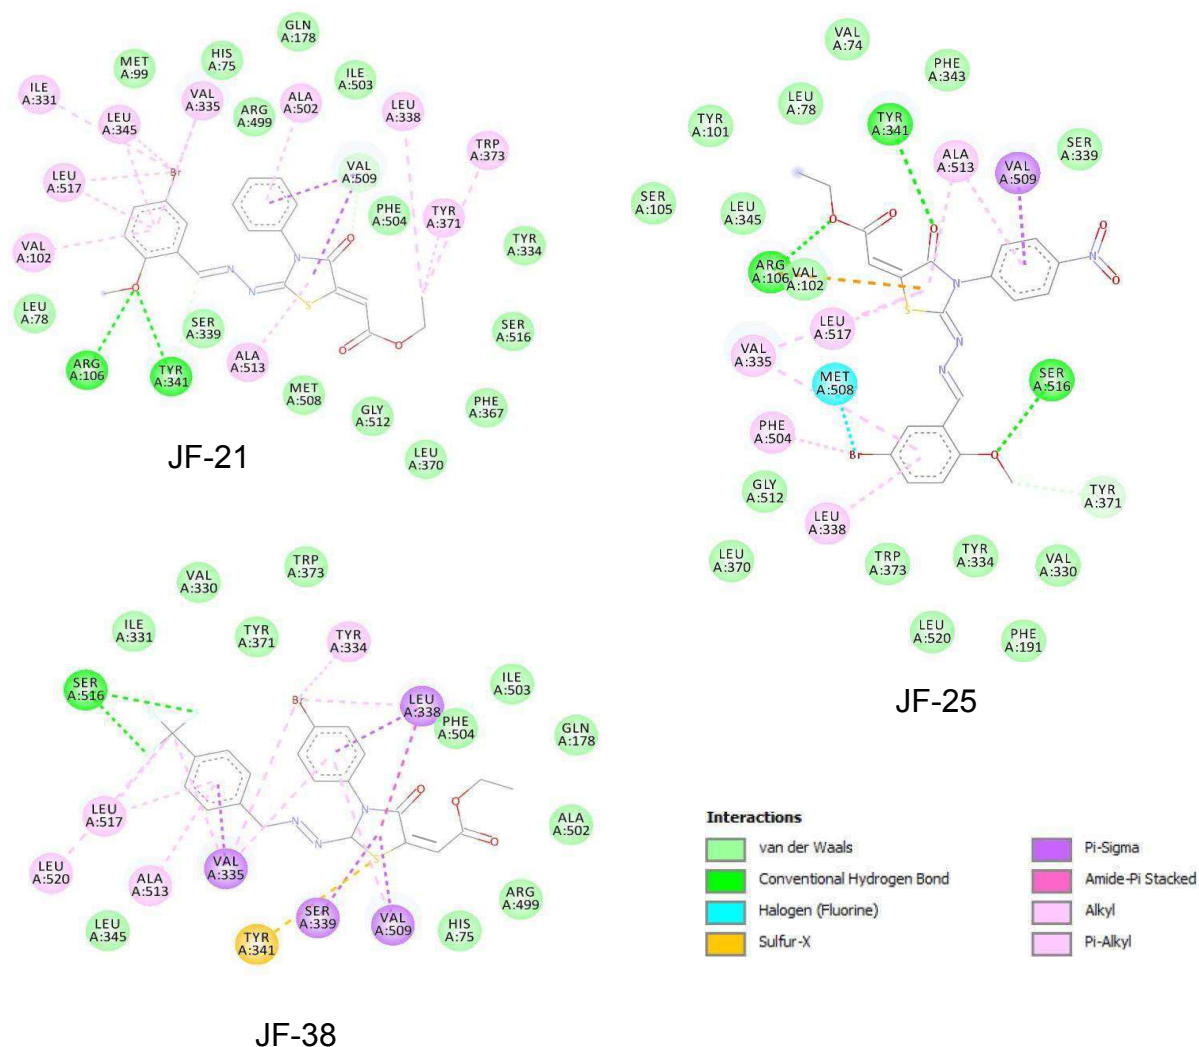 GLN
A:178
MET
A:99
HIS
A:75
ILE
A:503
ILE
A:331
VAL
A:335
ALA
A:502
LEU
A:338
LEU
A:345
ARG
A:499
TRP
A:373
LEU
A:517
Br
VAL
A:509
PHE
A:504
TYR
A:371
VAL
A:102
N
O
TYR
A:334
N
N
S
LEU
A:78
O
SER
A:339
SER
A:516
ARG
A:106
TYR
A:341
ALA
A:513
O
O
MET
A:508
GLY
A:512
PHE
A:367
LEU
A:370
JF-21
VAL
A:74
PHE
A:343
LEU
A:78
TYR
A:101
TYR
A:341
SER
A:339
ALA
A:513
VAL
A:509
SER
A:105
LEU
A:345
O
O
O
ARG
A:106
VAL
A:102
N
N
O
O
S
LEU
A:517
VAL
A:335
N
N
MET
A:508
SER
A:516
PHE
A:504
Br
O
GLY
A:512
LEU
A:338
TYR
A:371
LEU
A:370
TRP
A:373
TYR
A:334
VAL
A:330
LEU
A:520
PHE
A:191
JF-25
TRP
A:373
VAL
A:330
ILE
A:331
TYR
A:371
TYR
A:334
SER
A:516
Br
LEU
A:338
ILE
A:503
PHE
A:504
GLN
A:178
LEU
A:517
N
O
O
O
N
N
S
ALA
A:502
LEU
A:520
ALA
A:513
VAL
A:335
ARG
A:499
LEU
A:345
TYR
A:341
SER
A:339
VAL
A:509
HIS
A:75
JF-38
Interactions
van der Waals
Conventional Hydrogen Bond
Halogen (Fluorine)
Sulfur-X
Pi-Sigma
Amide-Pi Stacked
Alkyl
Pi-Alkyl